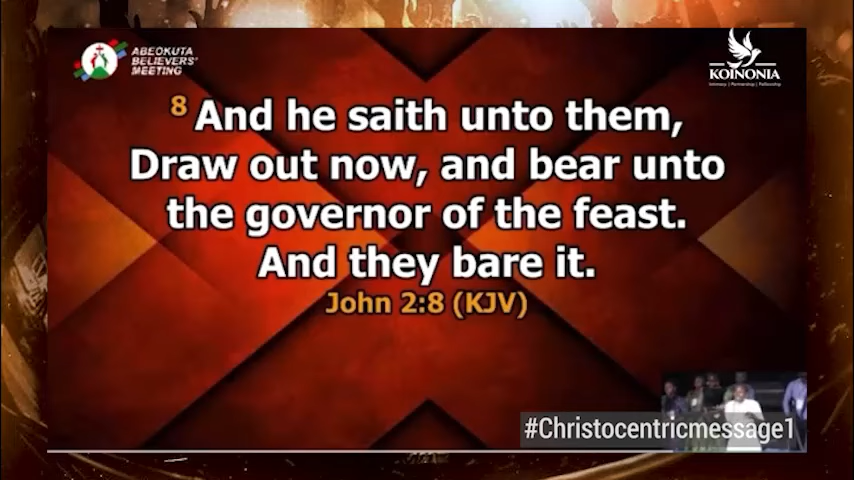 ABEOKUTA
BELIEVERS'
MEETING
KOINONIA
8 And he saith unto them,
Draw out now, and bear unto
the governor of the feast.
And they bare it.
John 2:8 (KJV)
#Christocentricmessage1